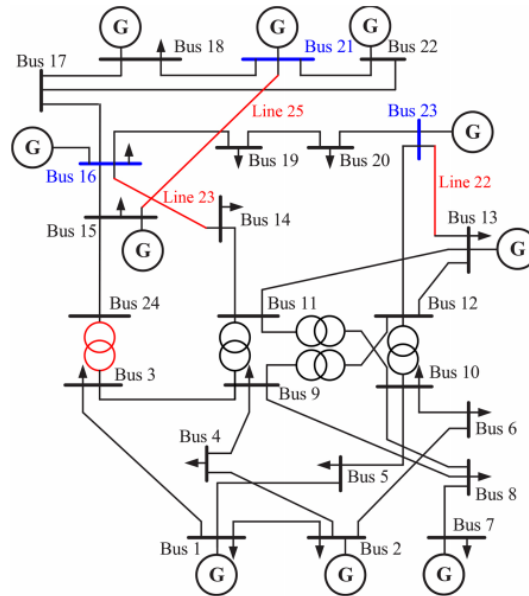 G
G
G
Bus 17
Bus 18
Bus 21
Bus 22
Bus 23
G
Line 25
G
Bus 19
Bus 20
Line 22
Bus 16
Line 23
Bus 15
G
Bus 14
Bus 13
G
Bus 24
Bus 11
Bus 12
Bus 3
Bus 9
Bus 10
Bus 4
Bus 6
Bus 5
Bus 8
Bus 1
Bus 2
Bus 7
G
G
G